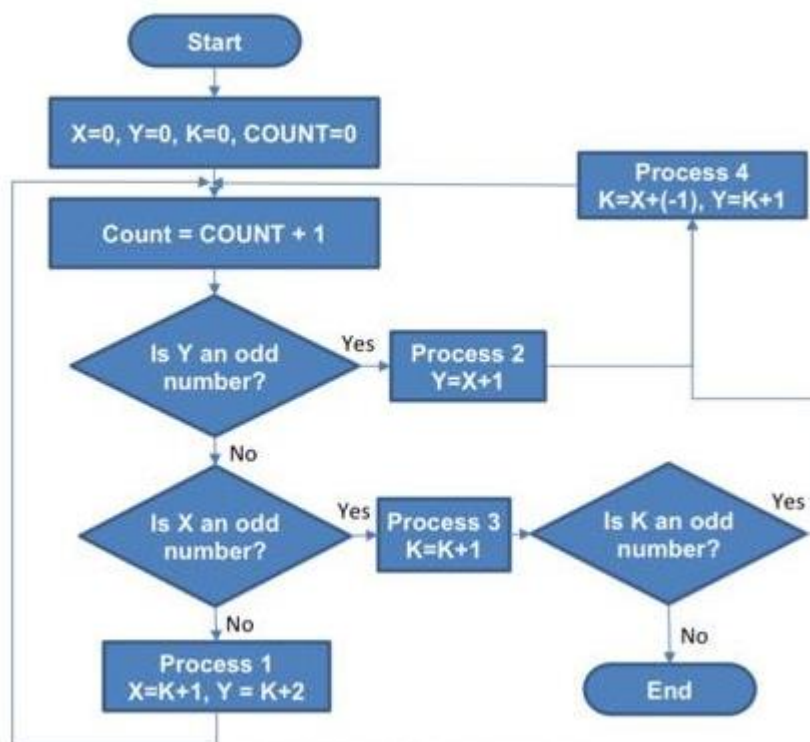 Start
X=0, Y=0, K=0, COUNT=0
Process 4
K=X+(-1), Y=K+1
Count = COUNT + 1
Is Y an odd
number?
Yes
Process 2
Y=X+1
No
Is X an odd
number?
Yes
Process 3
K=K+1
Is K an odd
number?
Yes
No
No
Process 1
X=K+1, Y = K+2
End